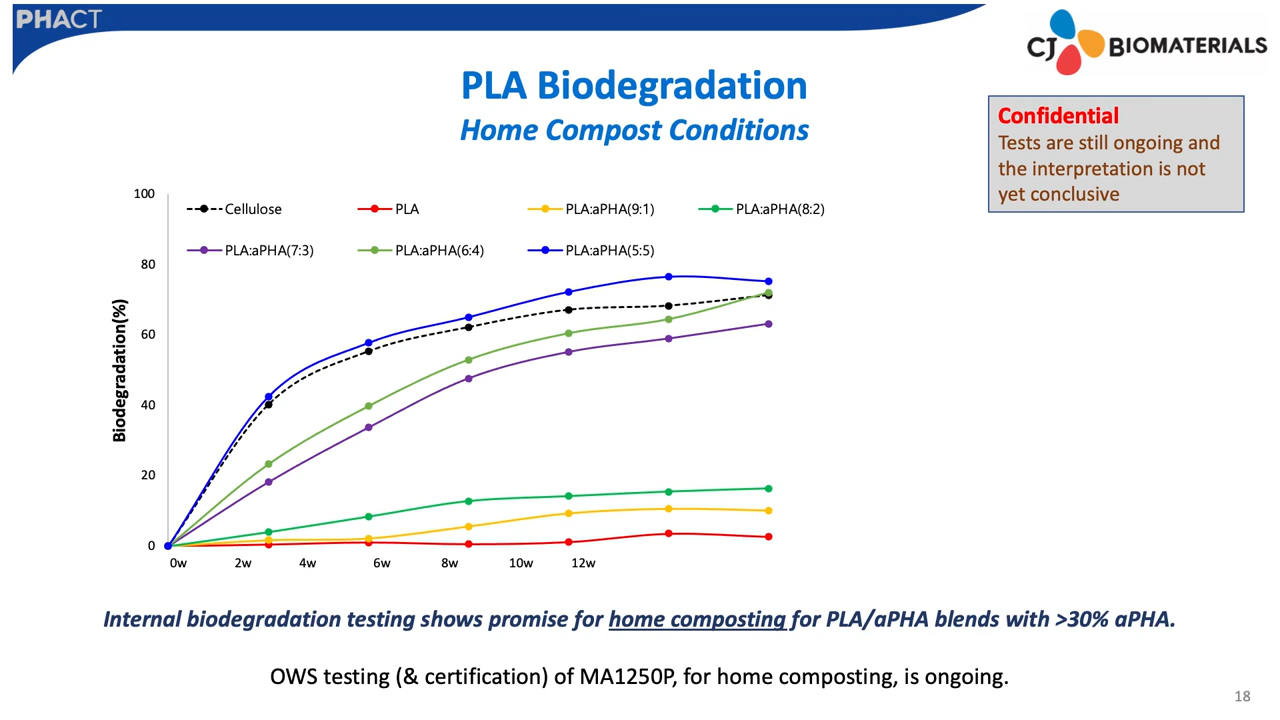 PHACT
CJ BIOMATERIALS
PLA Biodegradation
Home Compost Conditions
Confidential
Tests are still ongoing and
the interpretation is not
yet conclusive
Cellulose
PLA
PLA:aPHA(9:1)
PLA:aPHA(8:2)
PLA:aPHA(7:3)
PLA:aPHA(6:4)
PLA:aPHA(5:5)
Biodegradation(%)
100
80
60
40
20
0
0w
2w
4w
6w
8w
10w
12w
Internal biodegradation testing shows promise for home composting for PLA/aPHA blends with >30% aPHA.
OWS testing (& certification) of MA1250P, for home composting, is ongoing.
18